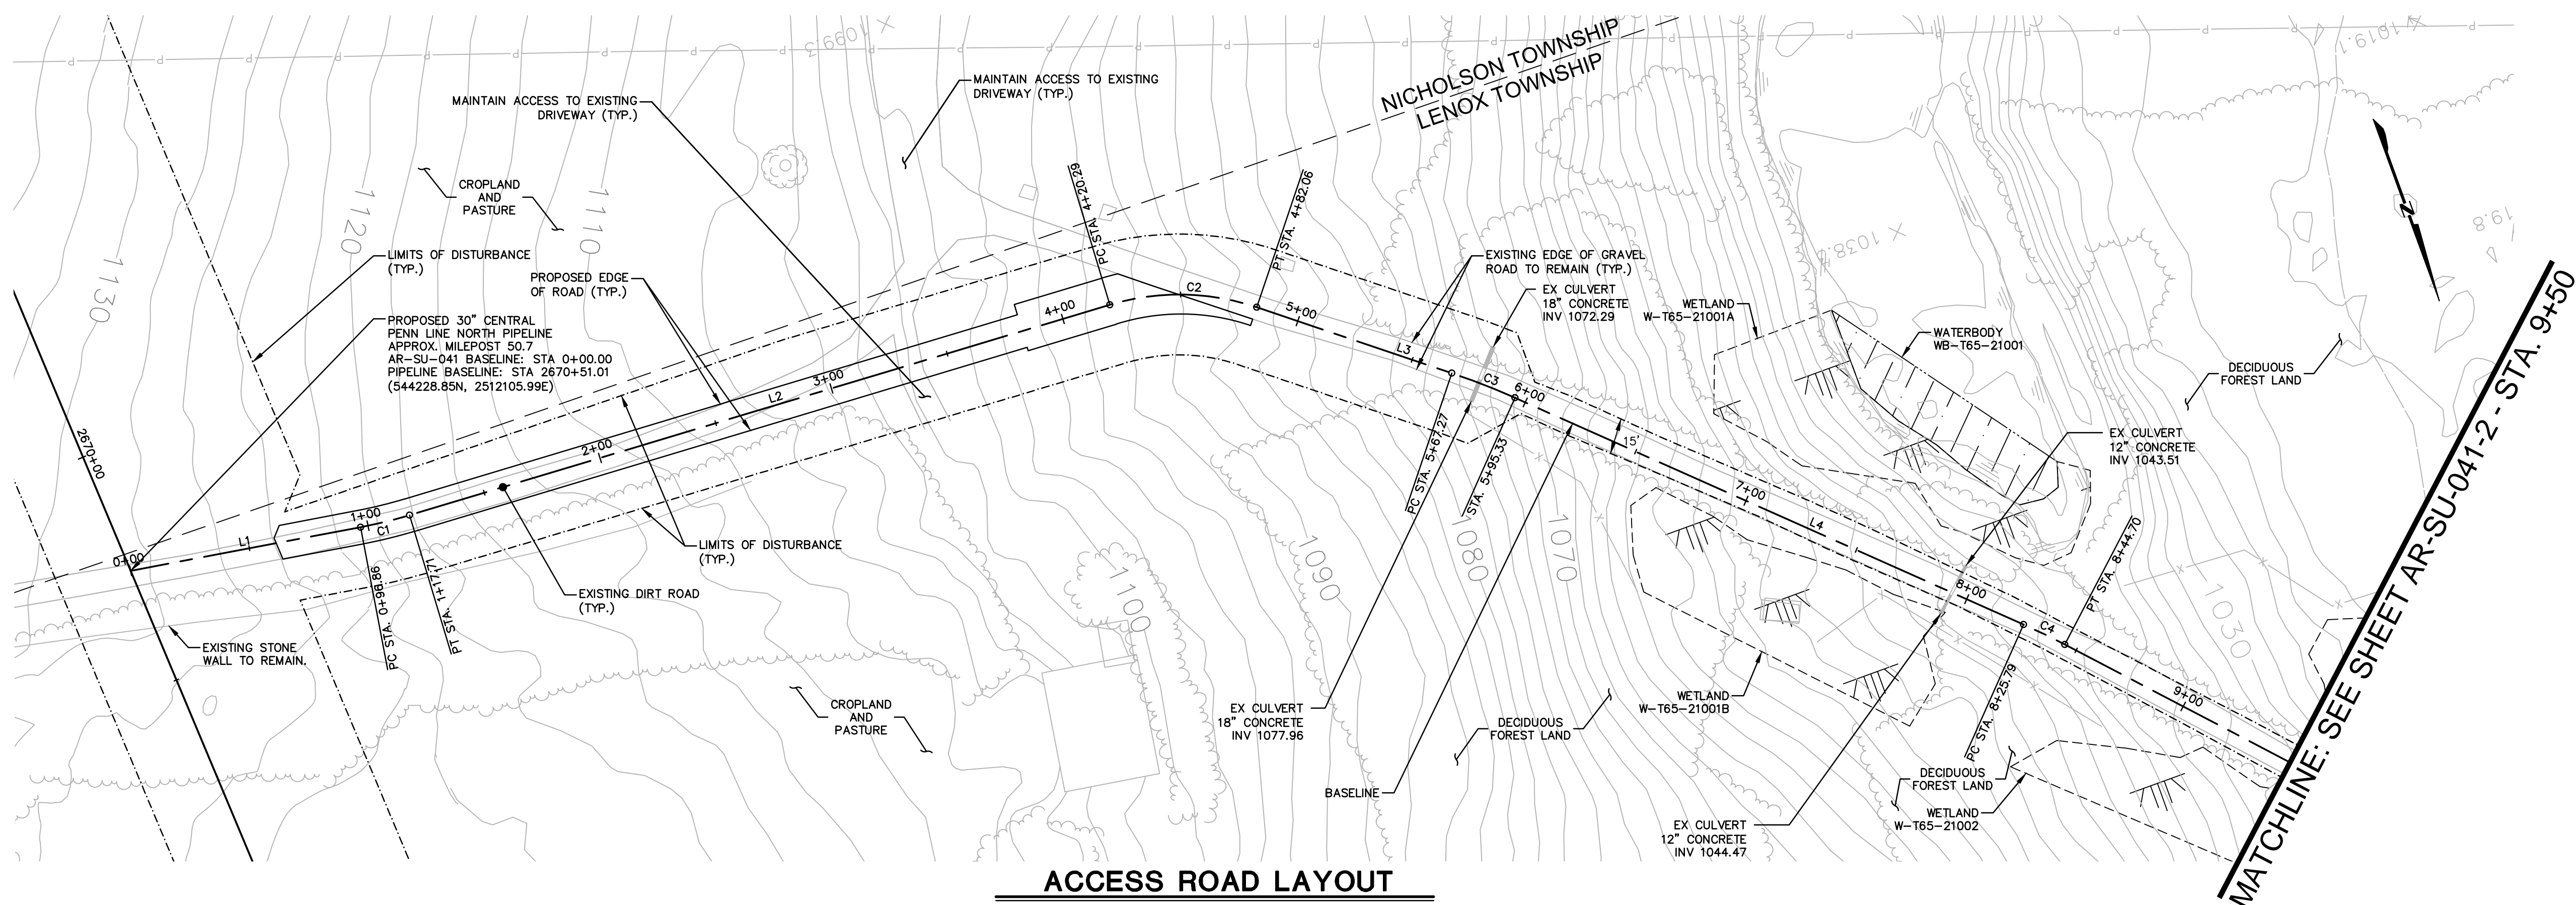 X 1099.3
X 1019.1
NICHOLSON TOWNSHIP
LENOX TOWNSHIP
MAINTAIN ACCESS TO EXISTING
DRIVEWAY (TYP.)
MAINTAIN ACCESS TO EXISTING
DRIVEWAY (TYP.)
CROPLAND
AND
PASTURE
1130
1120
1110
LIMITS OF DISTURBANCE
(TYP.)
PROPOSED EDGE
OF ROAD (TYP.)
PROPOSED 30" CENTRAL
PENN LINE NORTH PIPELINE
APPROX. MILEPOST 50.7
AR-SU-041 BASELINE: STA 0+00.00
PIPELINE BASELINE: STA 2670+51.01
(544228.85N, 2512105.99E)
2670+00
0+00
L1
1+00
C1
2+00
L2
3+00
4+00
C2
5+00
L3
C3
6+00
15'
7+00
L4
8+00
C4
9+00
PC STA. 0+98.86
PT STA. 1+17.71
PC STA. 4+20.29
PT STA. 4+82.06
PC STA. 5+67.27
STA. 5+95.33
PC STA. 8+25.79
PT STA. 8+44.70
EXISTING EDGE OF GRAVEL
ROAD TO REMAIN (TYP.)
EX CULVERT
18" CONCRETE
INV 1072.29
WETLAND
W-T65-21001A
WATERBODY
WB-T65-21001
N
19.8
DECIDUOUS
FOREST LAND
EX CULVERT
12" CONCRETE
INV 1043.51
EXISTING STONE
WALL TO REMAIN.
EXISTING DIRT ROAD
(TYP.)
LIMITS OF DISTURBANCE
(TYP.)
CROPLAND
AND
PASTURE
1100
1090
1080
1070
1030
EX CULVERT
18" CONCRETE
INV 1077.96
BASELINE
DECIDUOUS
FOREST LAND
WETLAND
W-T65-21001B
EX CULVERT
12" CONCRETE
INV 1044.47
DECIDUOUS
FOREST LAND
WETLAND
W-T65-21002
MATCHLINE: SEE SHEET AR-SU-041-2 - STA. 9+50
ACCESS ROAD LAYOUT